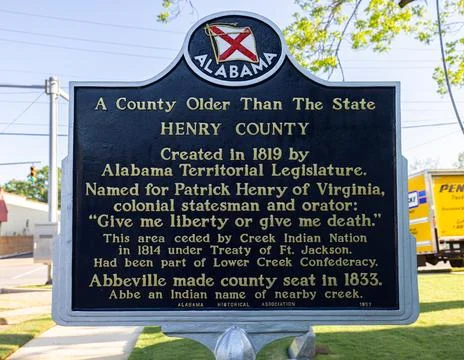 ALABAMA
A County Older Than The State
HENRY COUNTY
Created in 1819 by
Alabama Territorial Legislature.
Named for Patrick Henry of Virginia,
colonial statesman and orator:
"Give me liberty or give me death."
This area ceded by Creek Indian Nation
in 1814 under Treaty of Ft. Jackson.
Had been part of Lower Creek Confederacy.
Abbeville made county seat in 1833.
Abbe an Indian name of nearby creek.
ALABAMA HISTORICAL ASSOCIATION 1957